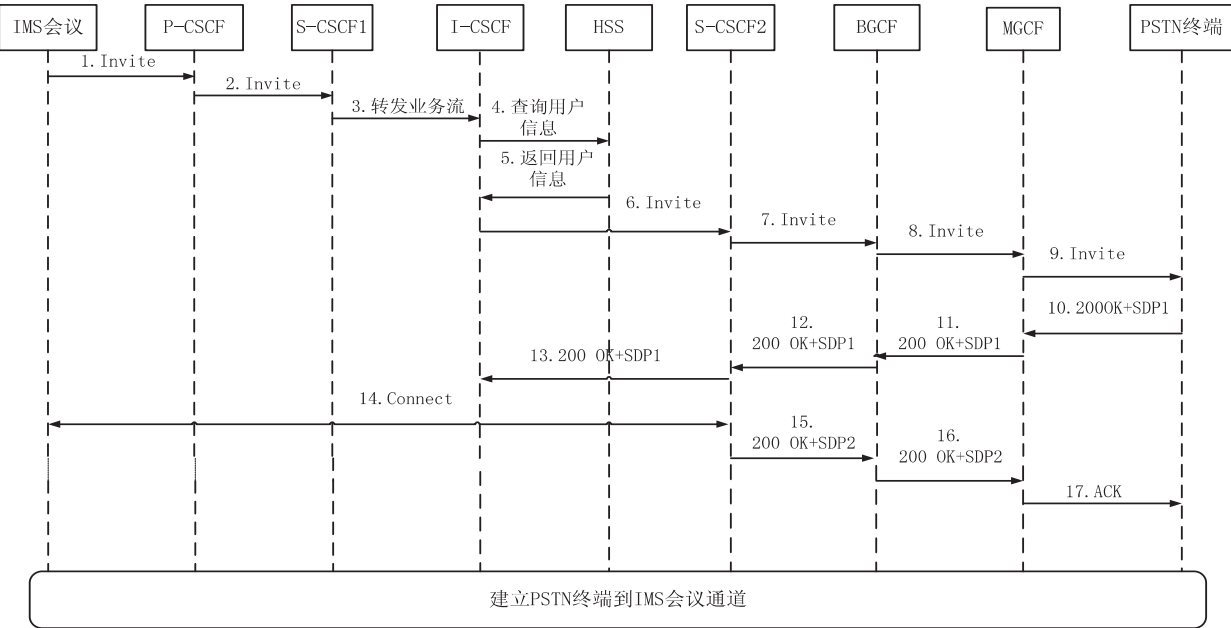 IMS会议
P-CSCF
S-CSCF1
I-CSCF
HSS
S-CSCF2
BGCF
MGCF
PSTN终端
1.Invite
2.Invite
3.转发业务流
4.查询用户
信息
5.返回用户
信息
6.Invite
7.Invite
8.Invite
9.Invite
10.200OK+SDP1
11.
200 OK+SDP1
12.
200 OK+SDP1
13.200 OK+SDP1
14.Connect
15.
200 OK+SDP2
16.
200 OK+SDP2
17.ACK
建立PSTN终端到IMS会议通道